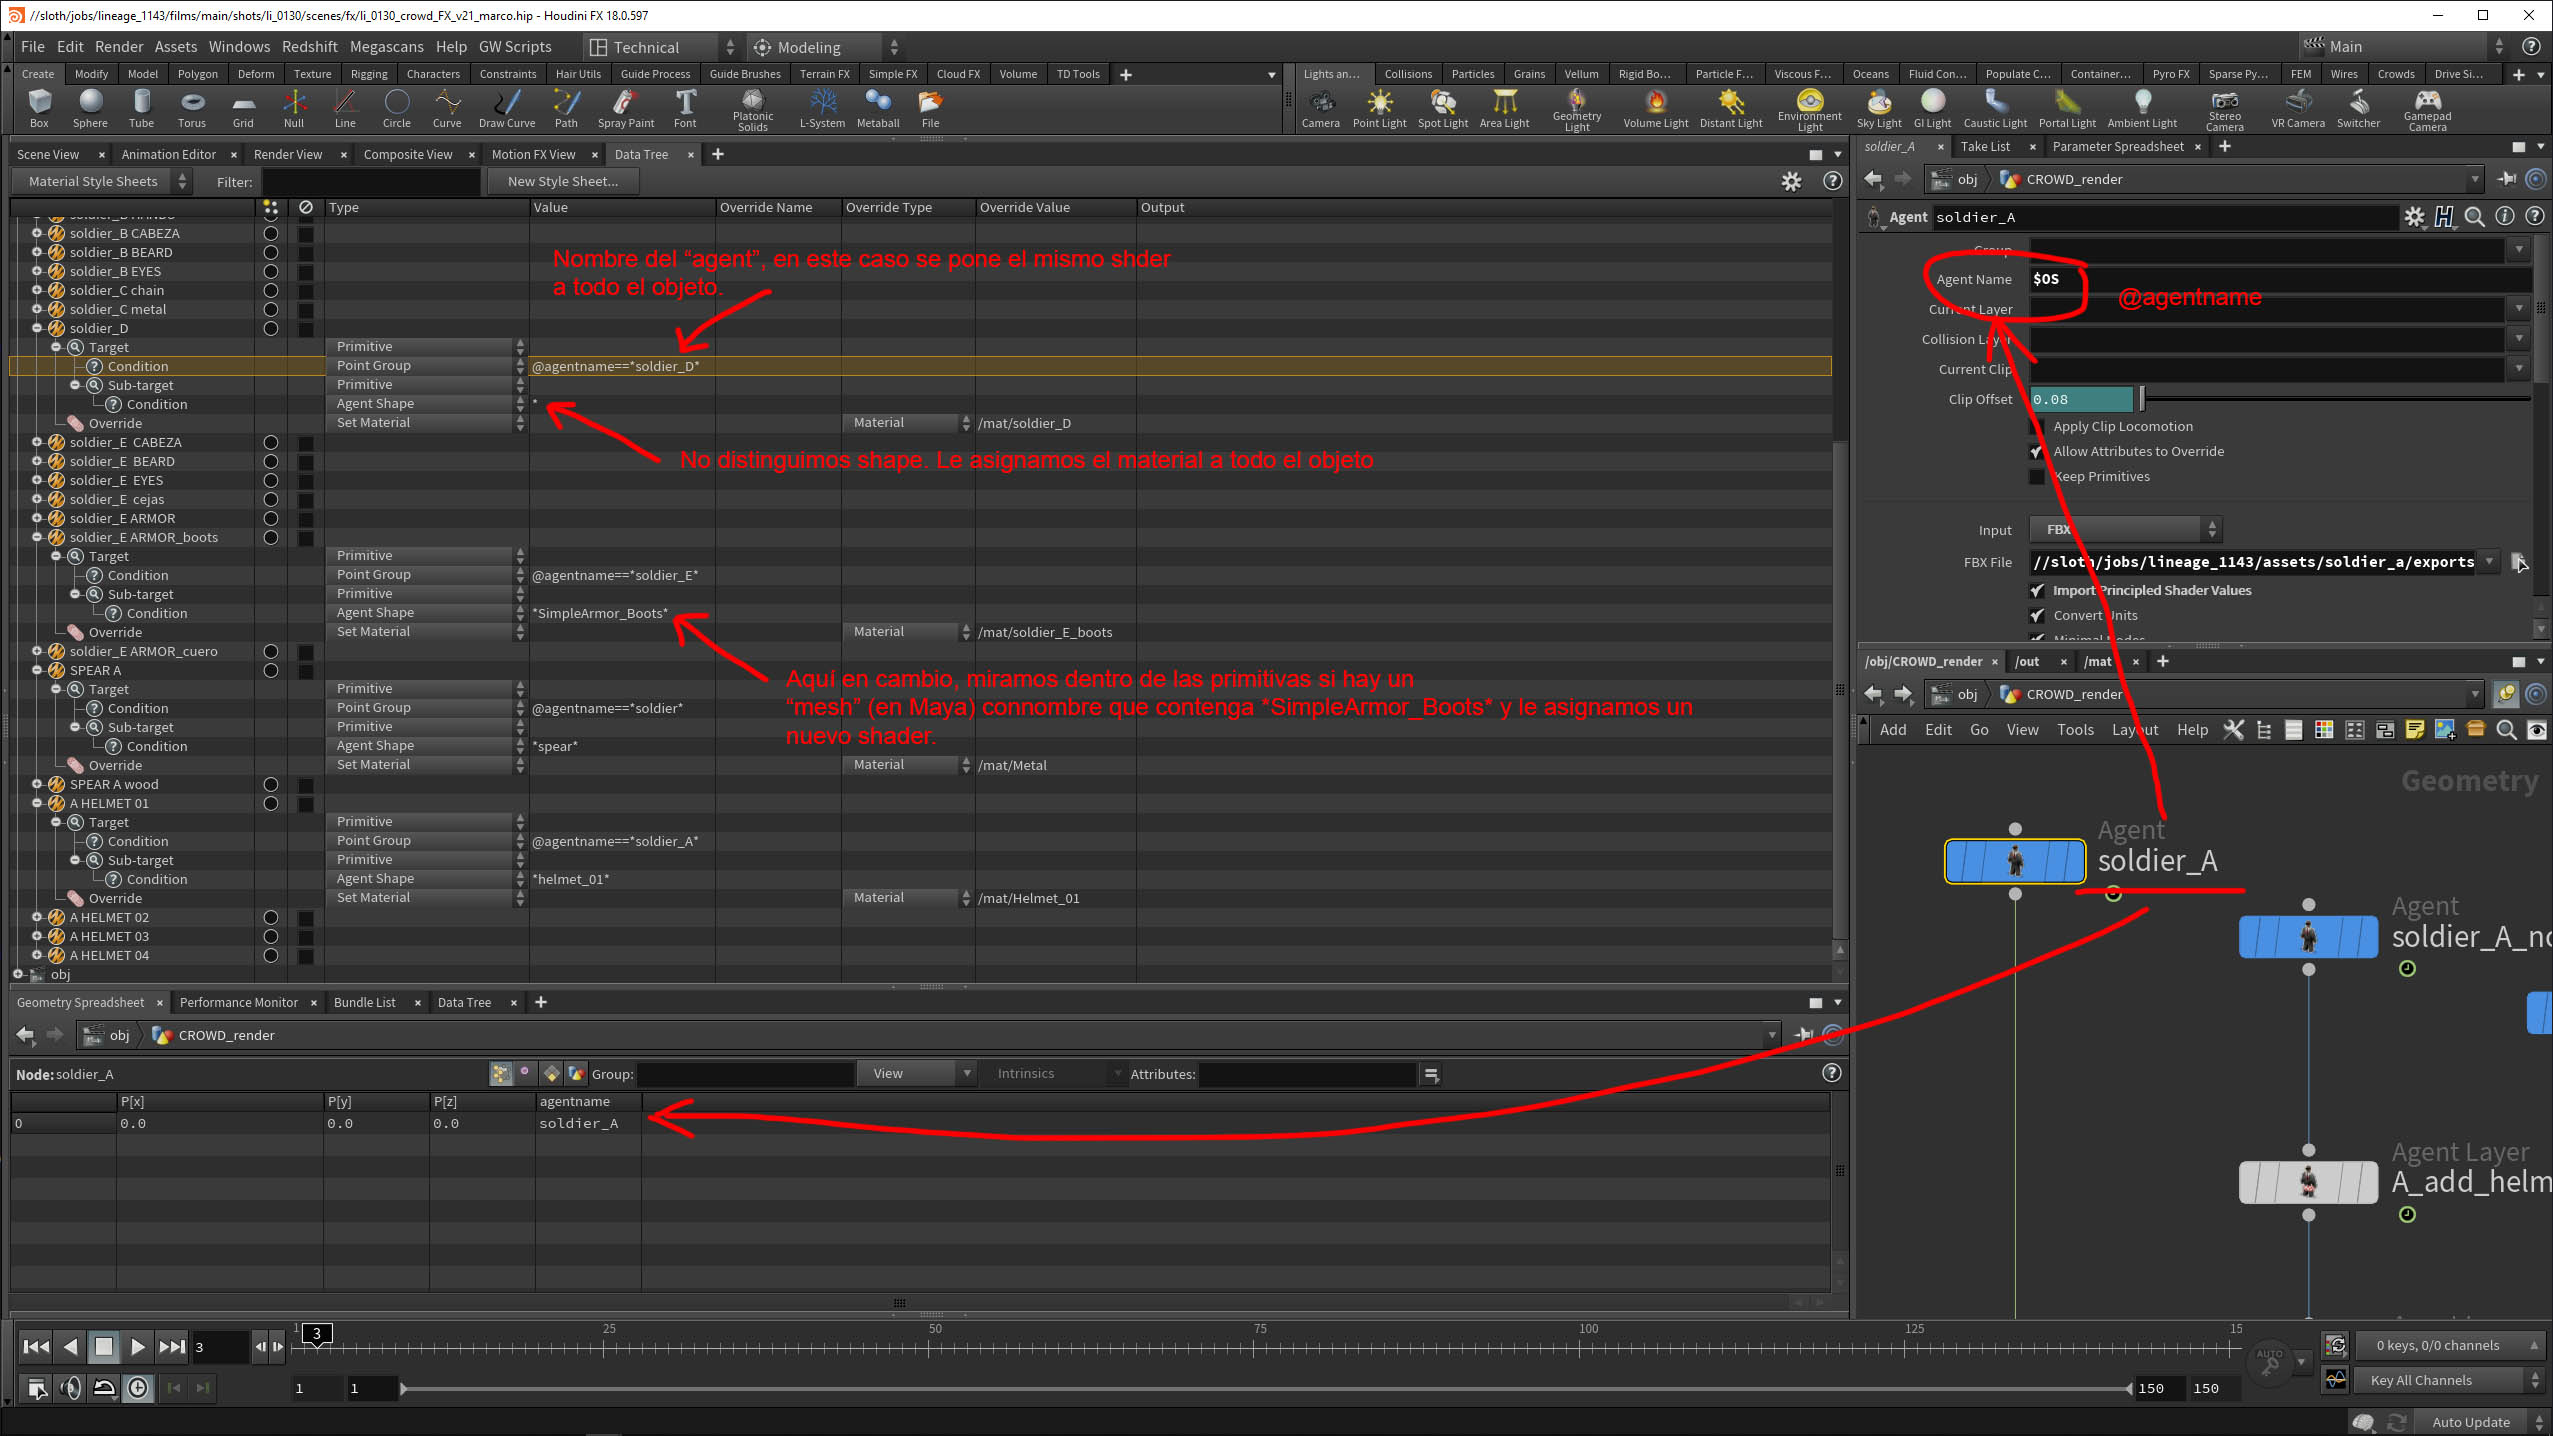 //sloth/jobs/lineage_1143/films/main/shots/li_0130/scenes/fx/li_0130_crowd_FX_v21_marco.hip - Houdini FX 18.0.597
File Edit Render Assets Windows Redshift Megascans Help GW Scripts Technical Modeling Main
Create Modify Model Polygon Deform Texture Rigging Characters Constraints Hair Utils Guide Process Guide Brushes Terrain FX Simple FX Cloud FX Volume TD Tools
Box Sphere Tube Torus Grid Null Line Circle Curve Draw Curve Path Spray Paint Font Platonic Solids L-System Metaball File
Lights an... Collisions Particles Grains Vellum Rigid Bo... Particle F... Viscous F... Oceans Fluid Con... Populate C... Container... Pyro FX Sparse Py... FEM Wires Crowds Drive Si...
Camera Point Light Spot Light Area Light Geometry Light Volume Light Distant Light Environment Light Sky Light GI Light Caustic Light Portal Light Ambient Light Stereo Camera VR Camera Switcher Gamepad Camera
Scene View Animation Editor Render View Composite View Motion FX View Data Tree
Material Style Sheets Filter: New Style Sheet...
Type Value Override Name Override Type Override Value Output
soldier_B CABEZA
soldier_B BEARD
soldier_B EYES
soldier_C chain
soldier_C metal
soldier_D
Target Primitive
Condition Point Group @agentname==*soldier_D*
Sub-target Primitive
Condition Agent Shape *
Override Set Material Material /mat/soldier_D
soldier_E CABEZA
soldier_E BEARD
soldier_E EYES
soldier_E cejas
soldier_E ARMOR
soldier_E ARMOR_boots
Target Primitive
Condition Point Group @agentname==*soldier_E*
Sub-target Primitive
Condition Agent Shape *SimpleArmor_Boots*
Override Set Material Material /mat/soldier_E_boots
soldier_E ARMOR_cuero
SPEAR A
Target Primitive
Condition Point Group @agentname==*soldier*
Sub-target Primitive
Condition Agent Shape *spear*
Override Set Material Material /mat/Metal
SPEAR A wood
A HELMET 01
Target Primitive
Condition Point Group @agentname==*soldier_A*
Sub-target Primitive
Condition Agent Shape *helmet_01*
Override Set Material Material /mat/Helmet_01
A HELMET 02
A HELMET 03
A HELMET 04
obj
Nombre del “agent”, en este caso se pone el mismo shder
a todo el objeto.
No distinguimos shape. Le asignamos el material a todo el objeto
Aquí en cambio, miramos dentro de las primitivas si hay un
“mesh” (en Maya) connombre que contenga *SimpleArmor_Boots* y le asignamos un
nuevo shader.
Geometry Spreadsheet Performance Monitor Bundle List Data Tree
obj CROWD_render
Node: soldier_A Group: View Intrinsics Attributes:
P[x] P[y] P[z] agentname
0 0.0 0.0 0.0 soldier_A
soldier_A Take List Parameter Spreadsheet
obj CROWD_render
Agent soldier_A
Group
Agent Name $OS
@agentname
Current Layer
Collision Layer
Current Clip
Clip Offset 0.08
Apply Clip Locomotion
Allow Attributes to Override
Keep Primitives
Input FBX
FBX File //sloth/jobs/lineage_1143/assets/soldier_a/exports
Import Principled Shader Values
Convert Units
Minimal Nodes
/obj/CROWD_render /out /mat
obj CROWD_render
Add Edit Go View Tools Layout Help
Geometry
Agent
soldier_A
Agent
soldier_A_no
Agent Layer
A_add_helm
3 1 3 25 50 75 100 125 15
AUTO
0 keys, 0/0 channels
1 1 150 150 Key All Channels
Auto Update